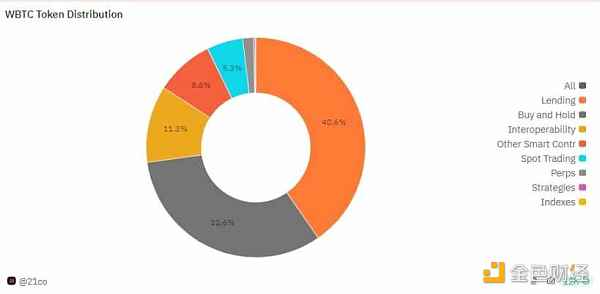 WBTC Token Distribution
40.6%
32.6%
11.2%
8.6%
5.3%
All
Lending
Buy and Hold
Interoperability
Other Smart Contr
Spot Trading
Perps
Strategies
Indexes
@21co
金色财经